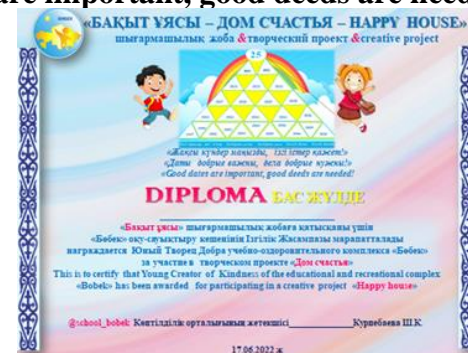 are important, good deeds are need
«БАҚЫТ ҰЯСЫ – ДОМ СЧАСТЬЯ – HAPPY HOUSE»
шығармашылық жоба &творческий проект &creative project
«Жақсы күндер маңызды, ізгі істер қажет!»
«Даты добрые важны, дела добрые нужны!»
«Good dates are important, good deeds are needed!
DIPLOMA БАС ЖҮЛДЕ
«Бақыт ұясы» шығармашылық жобаға қатысқаны үшін
«Бөбек» оқу-сауықтыру кешенінің Ізгілік Жасампазы марапатталады
награждается Юный Творец Добра учебно-оздоровительного комплекса «Бөбек»
за участие в творческом проекте «Дом счастья»
This is to certify that Young Creator of Kindness of the educational and recreational complex
«Bobek» has been awarded for participating in a creative project «Happy house»
@school_bobek Көптілділік орталығының жетекшісі Курпебаева Ш.К.
17.06.2022 ж